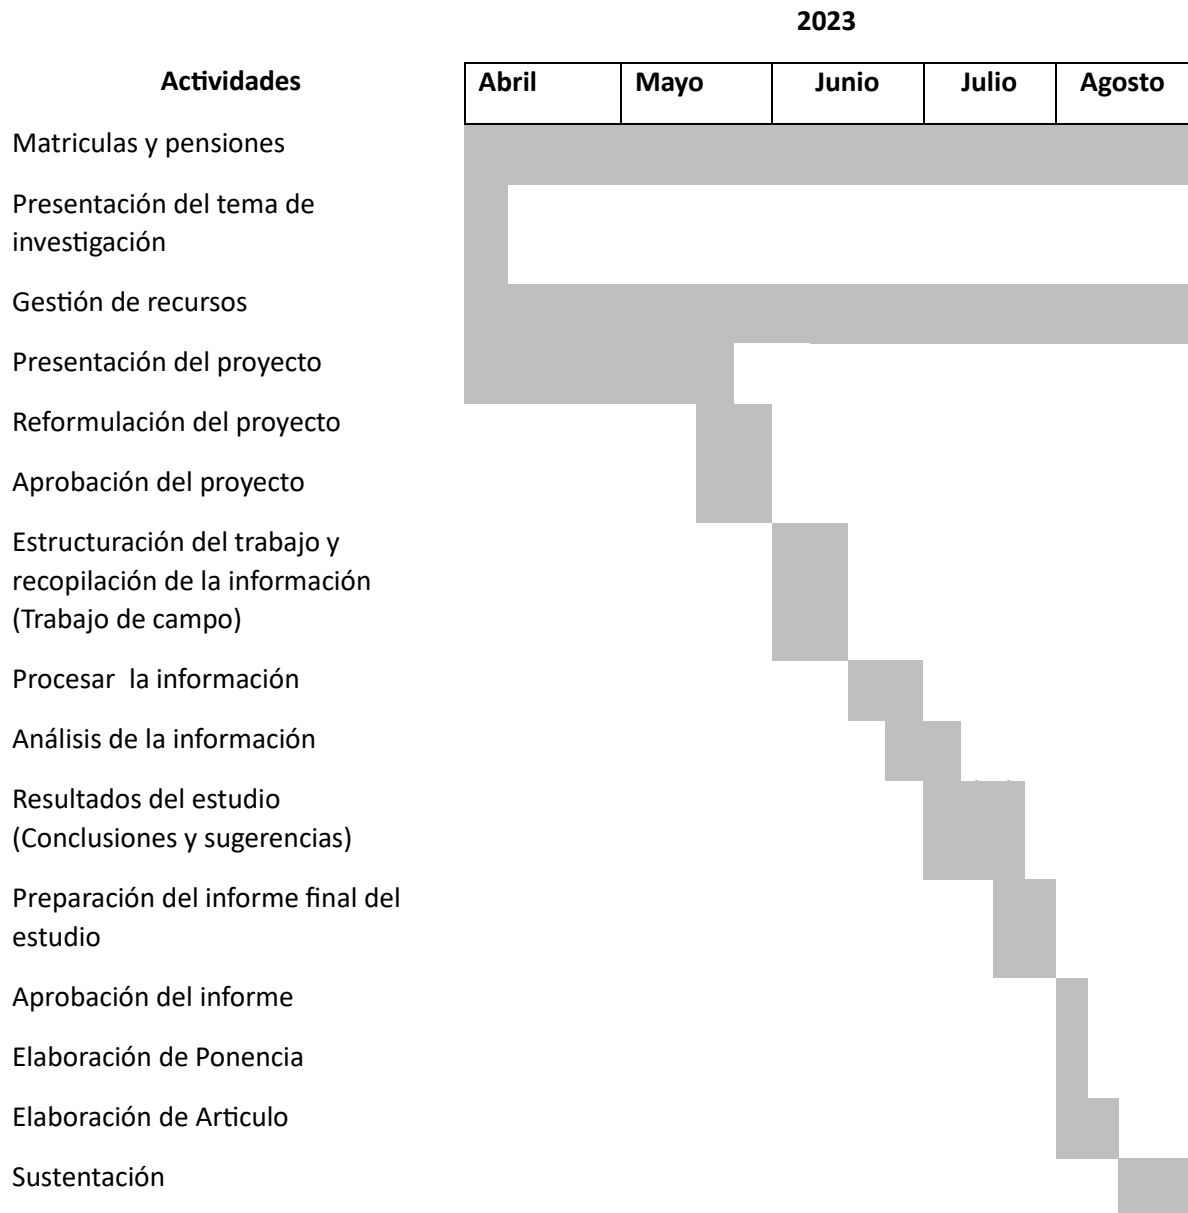 2023
Actividades
Abril
Mayo
Junio
Julio
Agosto
Matriculas y pensiones
Presentación del tema de
investigación
Gestión de recursos
Presentación del proyecto
Reformulación del proyecto
Aprobación del proyecto
Estructuración del trabajo y
recopilación de la información
(Trabajo de campo)
Procesar  la información
Análisis de la información
Resultados del estudio
(Conclusiones y sugerencias)
Preparación del informe final del
estudio
Aprobación del informe
Elaboración de Ponencia
Elaboración de Articulo
Sustentación